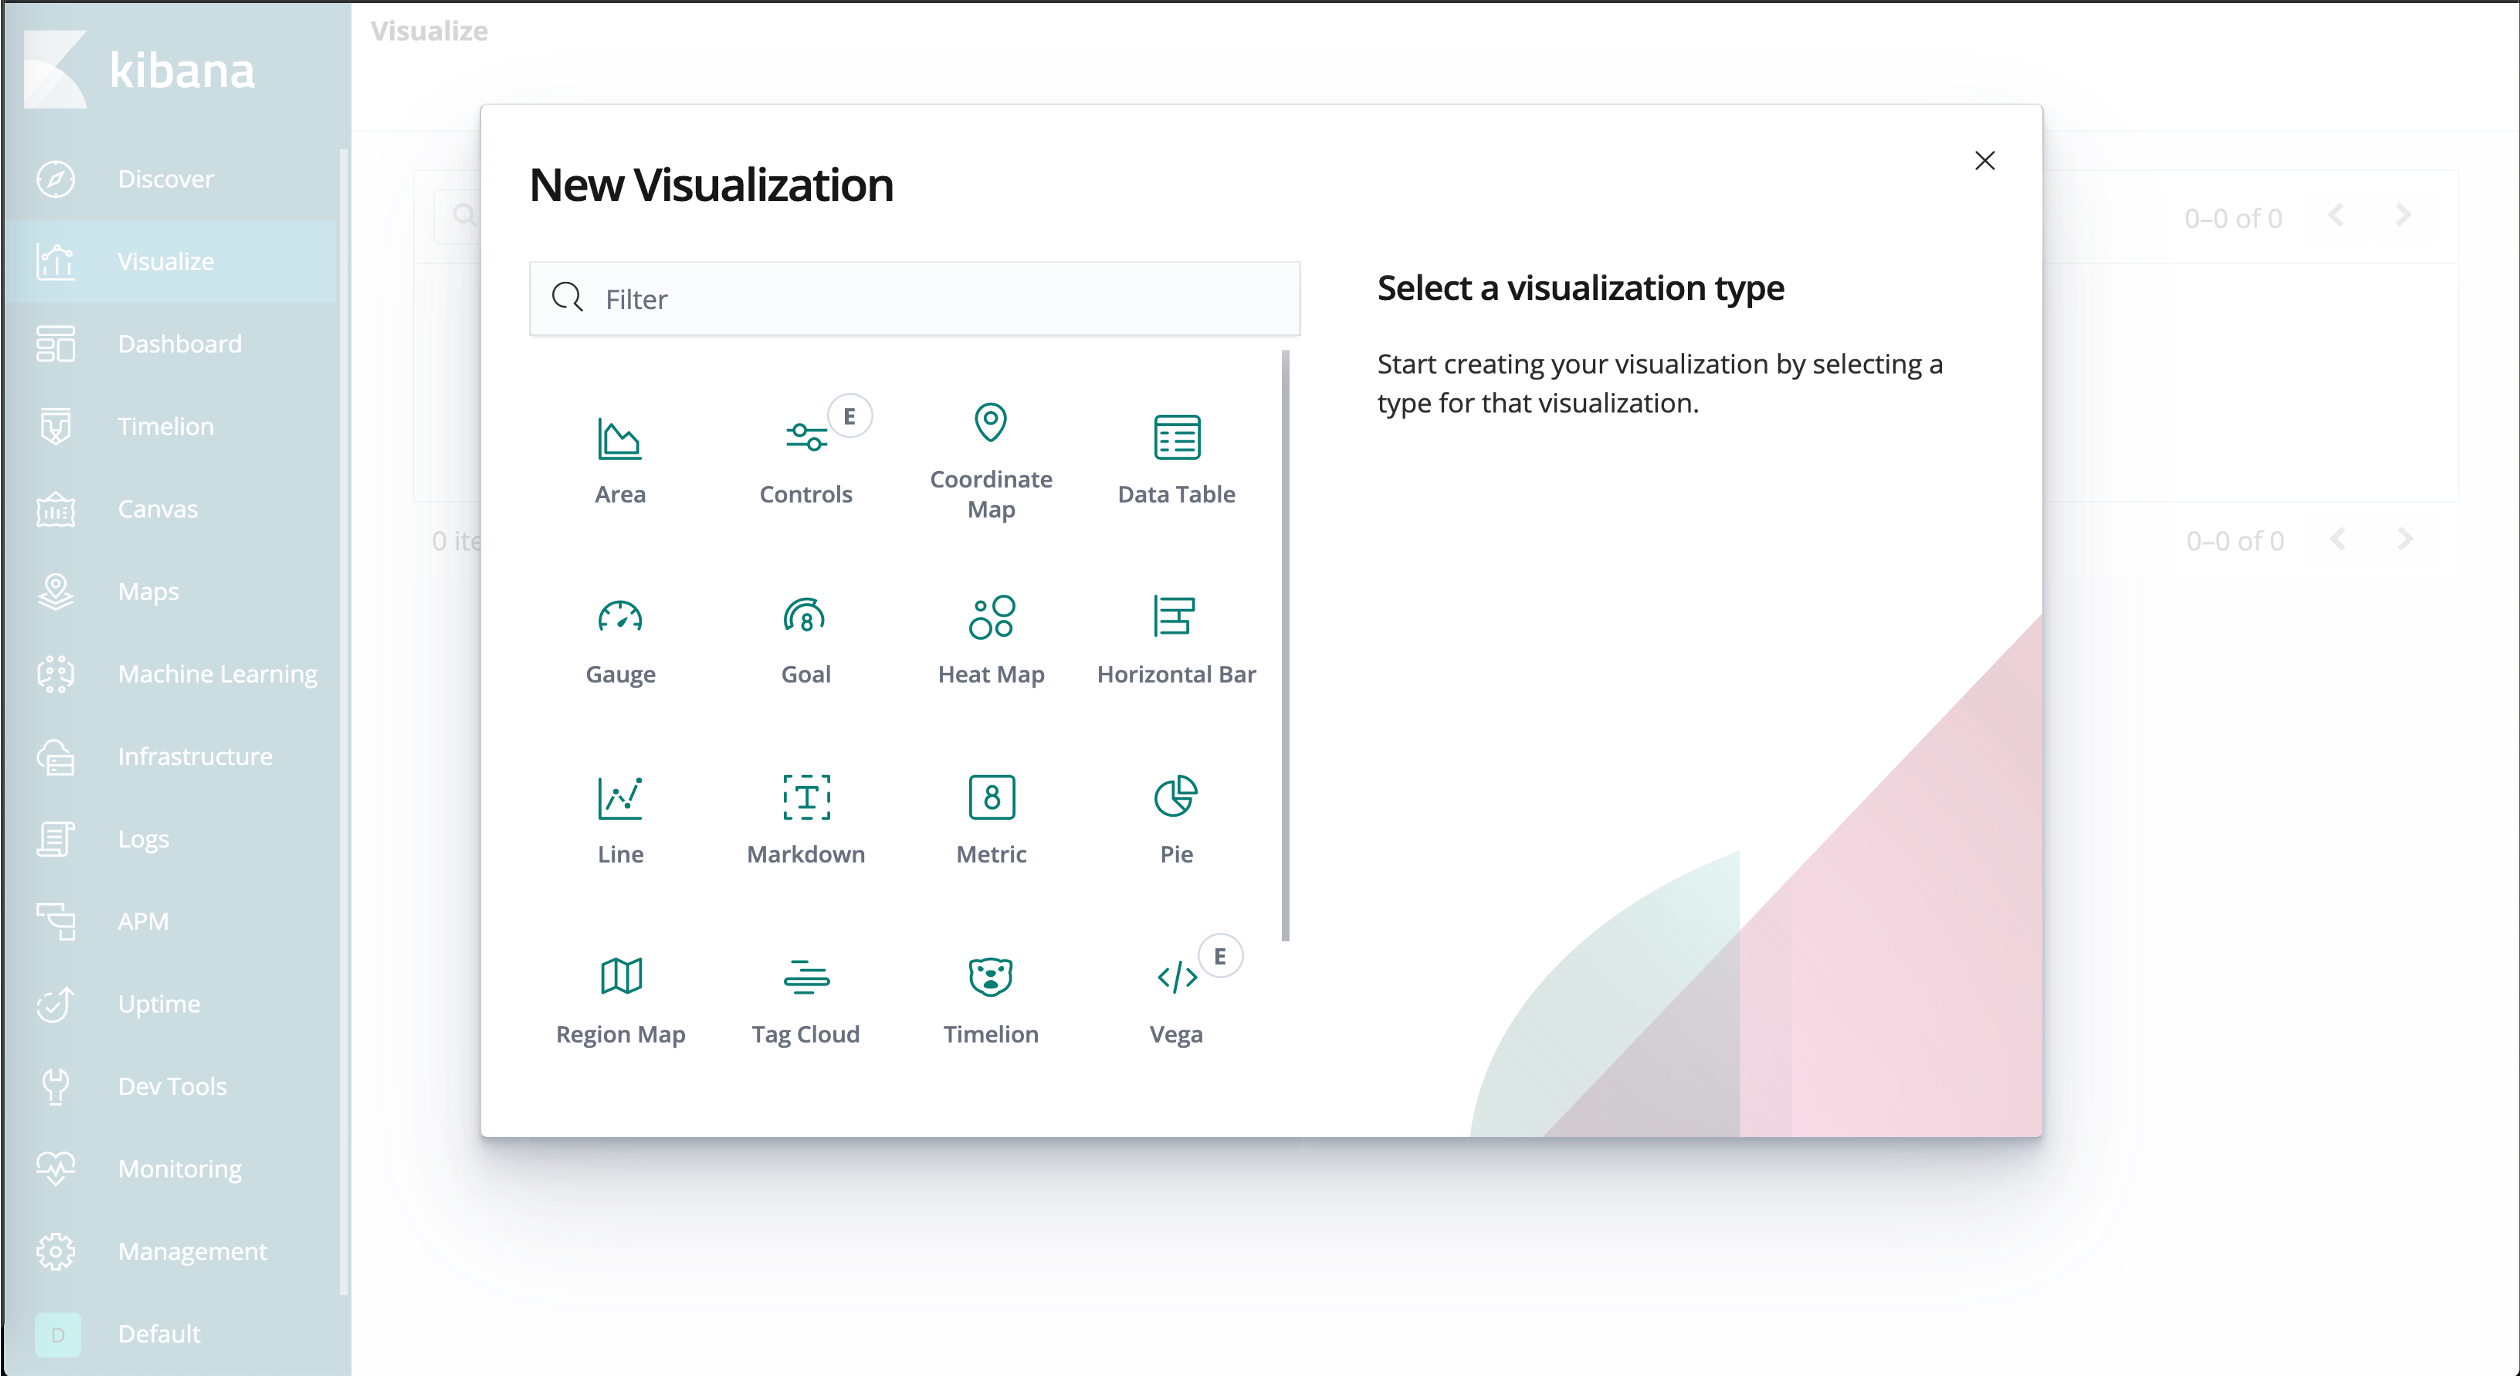 kibana
Discover
Visualize
Dashboard
Timelion
Canvas
Maps
Machine Learning
Infrastructure
Logs
APM
Uptime
Dev Tools
Monitoring
Management
D Default
Visualize
0–0 of 0
0 ite
0–0 of 0
New Visualization
Filter
Area
Controls
E
Coordinate
Map
Data Table
Gauge
8
Goal
Heat Map
Horizontal Bar
Line
T
Markdown
8
Metric
Pie
Region Map
Tag Cloud
Timelion
</>
E
Vega
Select a visualization type
Start creating your visualization by selecting a
type for that visualization.